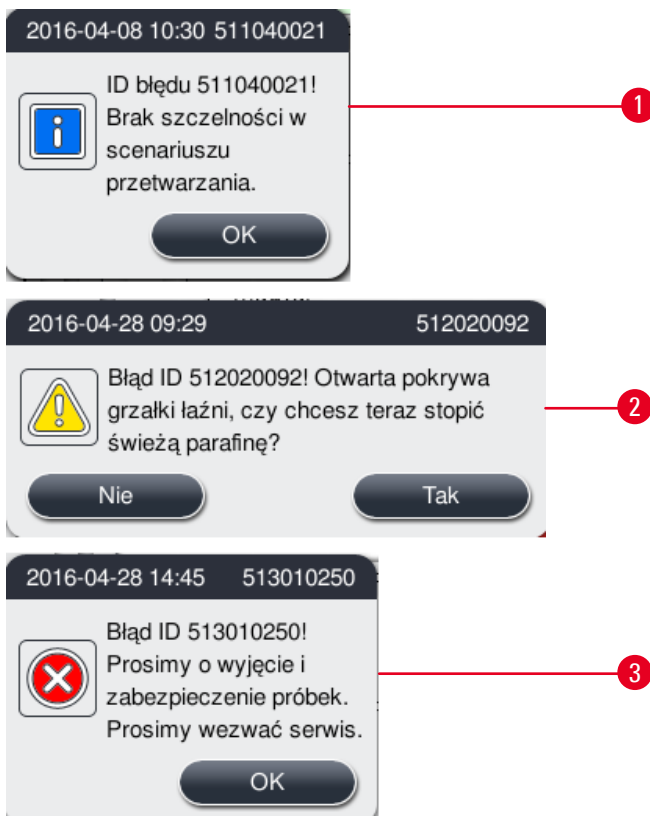 2016-04-08 10:30 511040021
ID błędu 511040021!
Brak szczelności w
scenariuszu
przetwarzania.
OK
1
2016-04-28 09:29 512020092
Błąd ID 512020092! Otwarta pokrywa
grzałki łaźni, czy chcesz teraz stopić
świeżą parafinę?
Nie Tak
2
2016-04-28 14:45 513010250
Błąd ID 513010250!
Prosimy o wyjęcie i
zabezpieczenie próbek.
Prosimy wezwać serwis.
OK
3